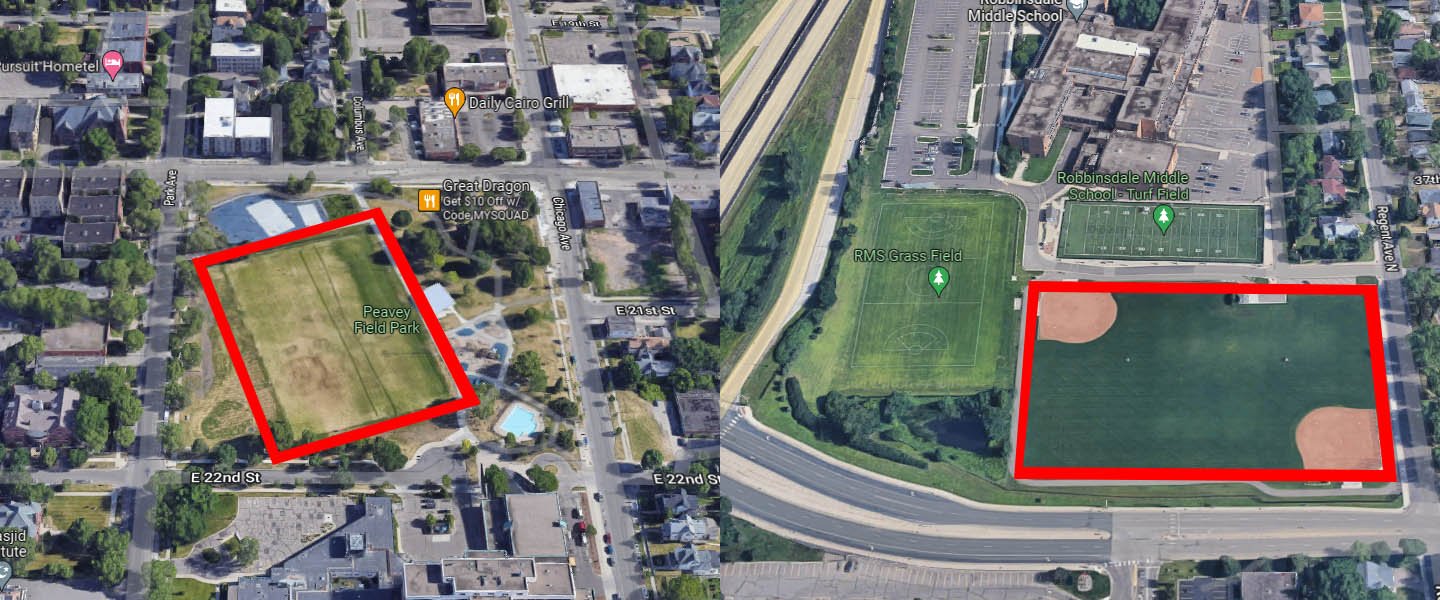 E 19th St
Pursuit Hometel
Daily Cairo Grill
Columbus Ave
Park Ave
Great Dragon
Get $10 Off w/
Code MYSQUAD
Chicago Ave
E 21st St
Peavey
Field Park
E 22nd St
E 22nd St
Robbinsdale
Middle School
Robbinsdale Middle
School - Turf Field
37th
Regent Ave N
RMS Grass Field